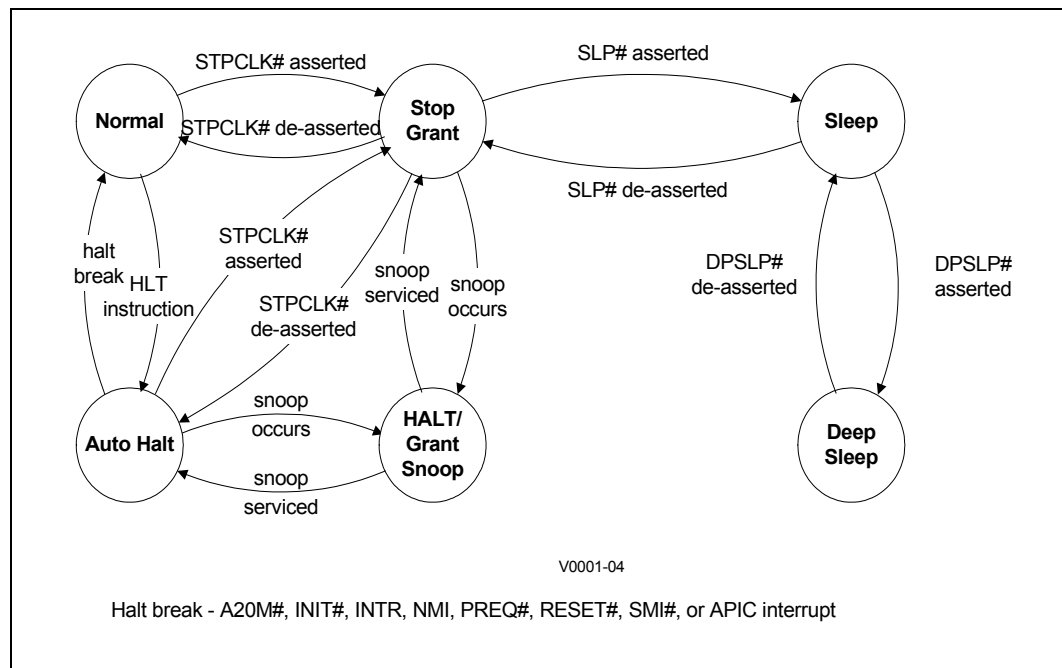 STPCLK# asserted
SLP# asserted
Normal
Stop
Grant
Sleep
STPCLK# de-asserted
SLP# de-asserted
halt
break
HLT
instruction
STPCLK#
asserted
STPCLK#
de-asserted
snoop
serviced
snoop
occurs
DPSLP#
de-asserted
DPSLP#
asserted
Auto Halt
snoop
occurs
HALT/
Grant
Snoop
Deep
Sleep
snoop
serviced
V0001-04
Halt break - A20M#, INIT#, INTR, NMI, PREQ#, RESET#, SMI#, or APIC interrupt